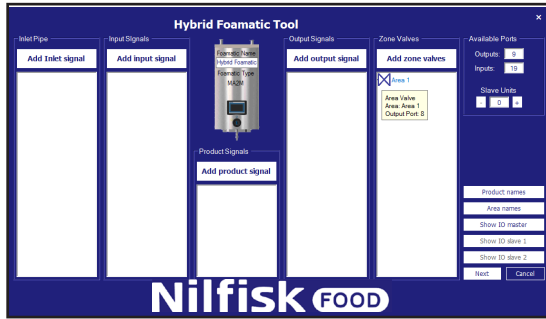 Hybrid Foamatic Tool
×
Inlet Pipe
Add Inlet signal
Input SIgnals
Add input signal
Foamatic Name
Hybrid Foamatic
Foamatic Type
MA2M
Product Signals
Add product signal
Output Signals
Add output signal
Zone Valves
Add zone valves
Area 1
Area Valve
Area: Area 1
Output Port: 8
Available Ports
Outputs: 9
Inputs: 19
Slave Units
- 0 +
Product names
Area names
Show IO master
Show IO slave 1
Show IO slave 2
Next Cancel
Nilfisk FOOD